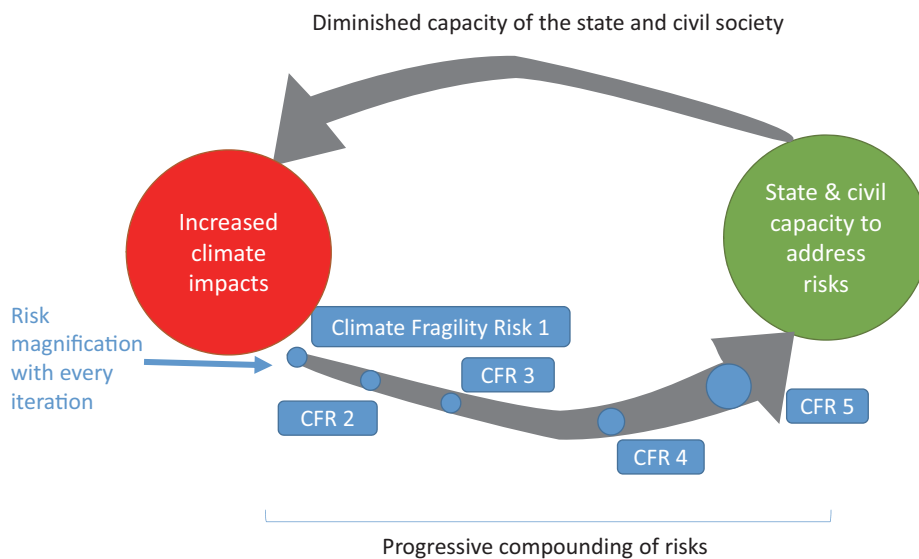 Diminished capacity of the state and civil society
Increased
climate
impacts
State & civil
capacity to
address
risks
Risk
magnification
with every
iteration
Climate Fragility Risk 1
CFR 2
CFR 3
CFR 4
CFR 5
Progressive compounding of risks